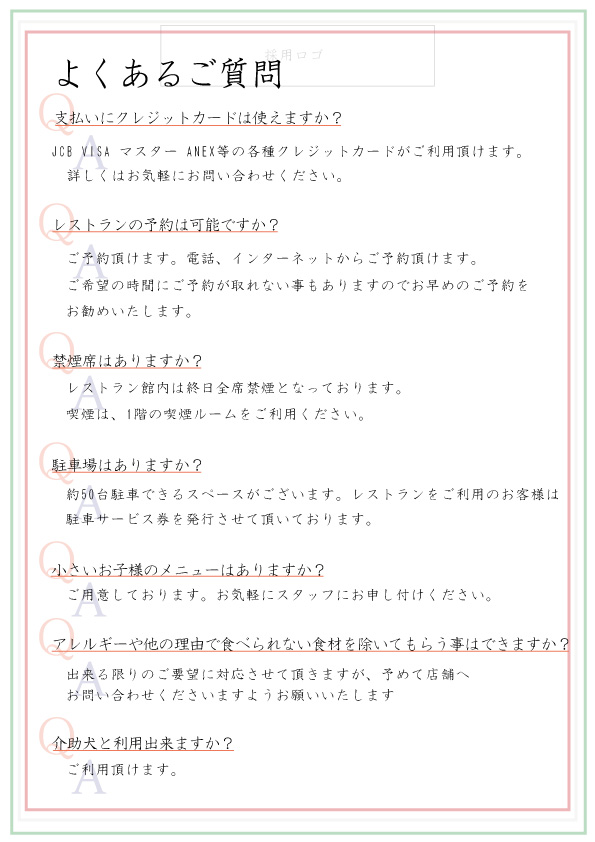 採用ロゴ
よくあるご質問
Q 支払いにクレジットカードは使えますか？
A JCB VISA マスター ANEX等の各種クレジットカードがご利用頂けます。
詳しくはお気軽にお問い合わせください。
Q レストランの予約は可能ですか？
A ご予約頂けます。電話、インターネットからご予約頂けます。
ご希望の時間にご予約が取れない事もありますのでお早めのご予約を
お勧めいたします。
Q 禁煙席はありますか？
A レストラン館内は終日全席禁煙となっております。
喫煙は、1階の喫煙ルームをご利用ください。
Q 駐車場はありますか？
A 約50台駐車できるスペースがございます。レストランをご利用のお客様は
駐車サービス券を発行させて頂いております。
Q 小さいお子様のメニューはありますか？
A ご用意しております。お気軽にスタッフにお申し付けください。
Q アレルギーや他の理由で食べられない食材を除いてもらう事はできますか？
A 出来る限りのご要望に対応させて頂きますが、予めて店舗へ
お問い合わせくださいますようお願いいたします
Q 介助犬と利用出来ますか？
A ご利用頂けます。